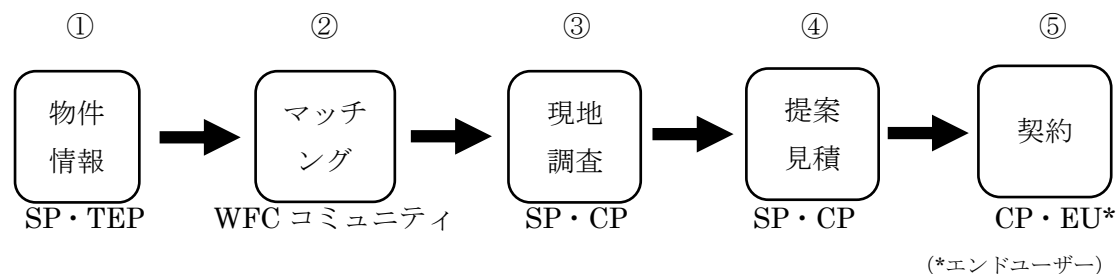 ① ② ③ ④ ⑤
物件 マッチ 現地 提案 契約
情報 ング 調査 見積
SP・TEP WFC コミュニティ SP・CP SP・CP CP・EU*
(*エンドユーザー)